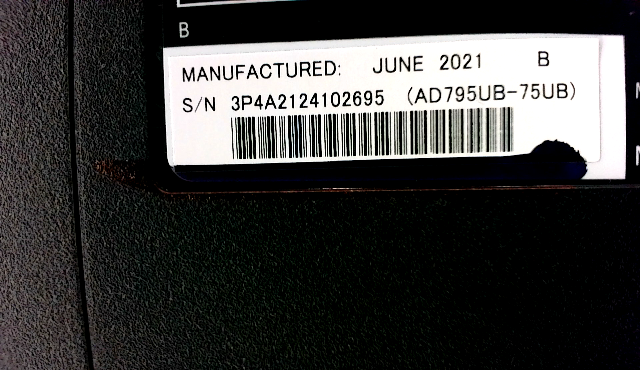 B
MANUFACTURED: JUNE 2021 B
S/N 3P4A2124102695 (AD795UB-75UB)